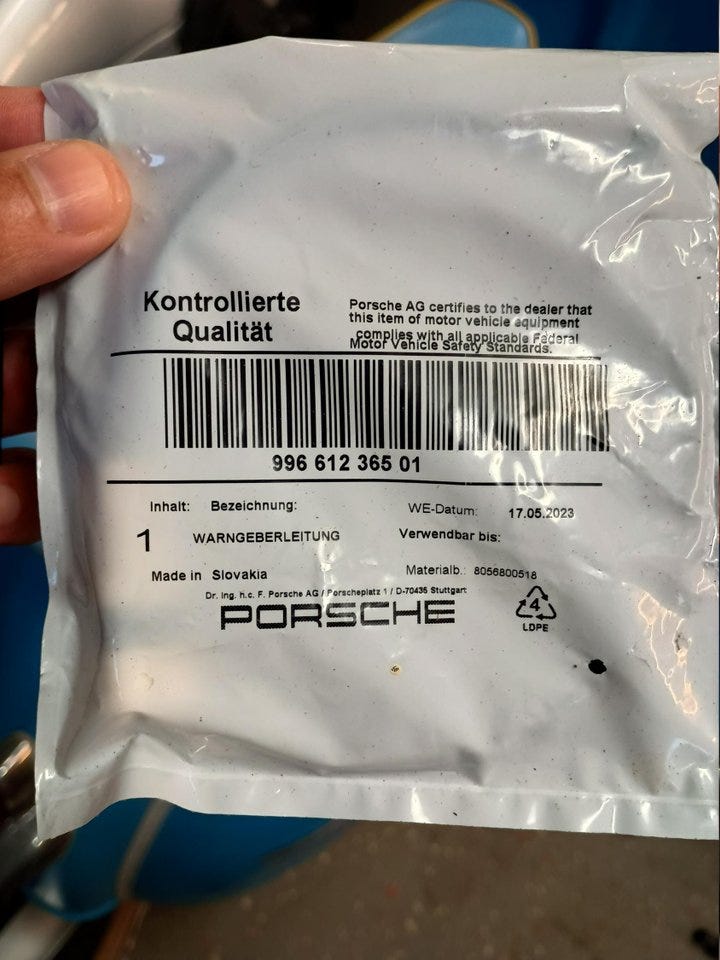 Kontrollierte
Qualität
Porsche AG certifies to the dealer that
this item of motor vehicle equipment
complies with all applicable Federal
Motor Vehicle Safety Standards.
996 612 365 01
Inhalt: Bezeichnung: WE-Datum: 17.05.2023
1 WARNGEBERLEITUNG Verwendbar bis:
Made in Slovakia Materialb.: 8056800518
Dr. Ing. h.c. F. Porsche AG / Porscheplatz 1 / D-70435 Stuttgart
PORSCHE
4
LDPE